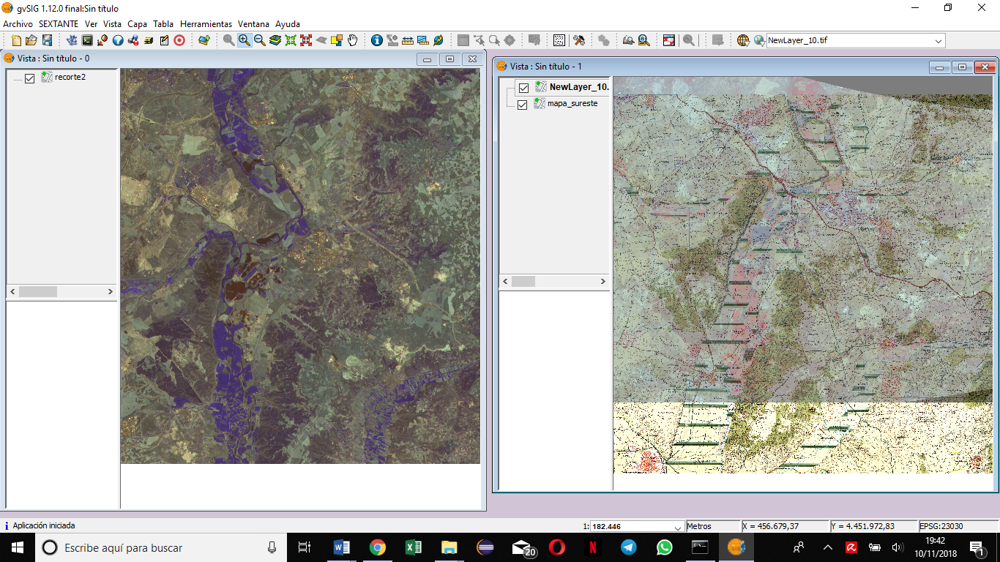 gvSIG 1.12.0 final:Sin título
Archivo SEXTANTE Ver Vista Capa Tabla Herramientas Ventana Ayuda
NewLayer_10.tif
Vista : Sin título - 0
recorte2
Vista : Sin título - 1
NewLayer_10.
mapa_sureste
Aplicación iniciada
1: 182.446
Metros
X = 456.679,37
Y = 4.451.972,83
EPSG:23030
Escribe aquí para buscar
20
19:42
10/11/2018
1